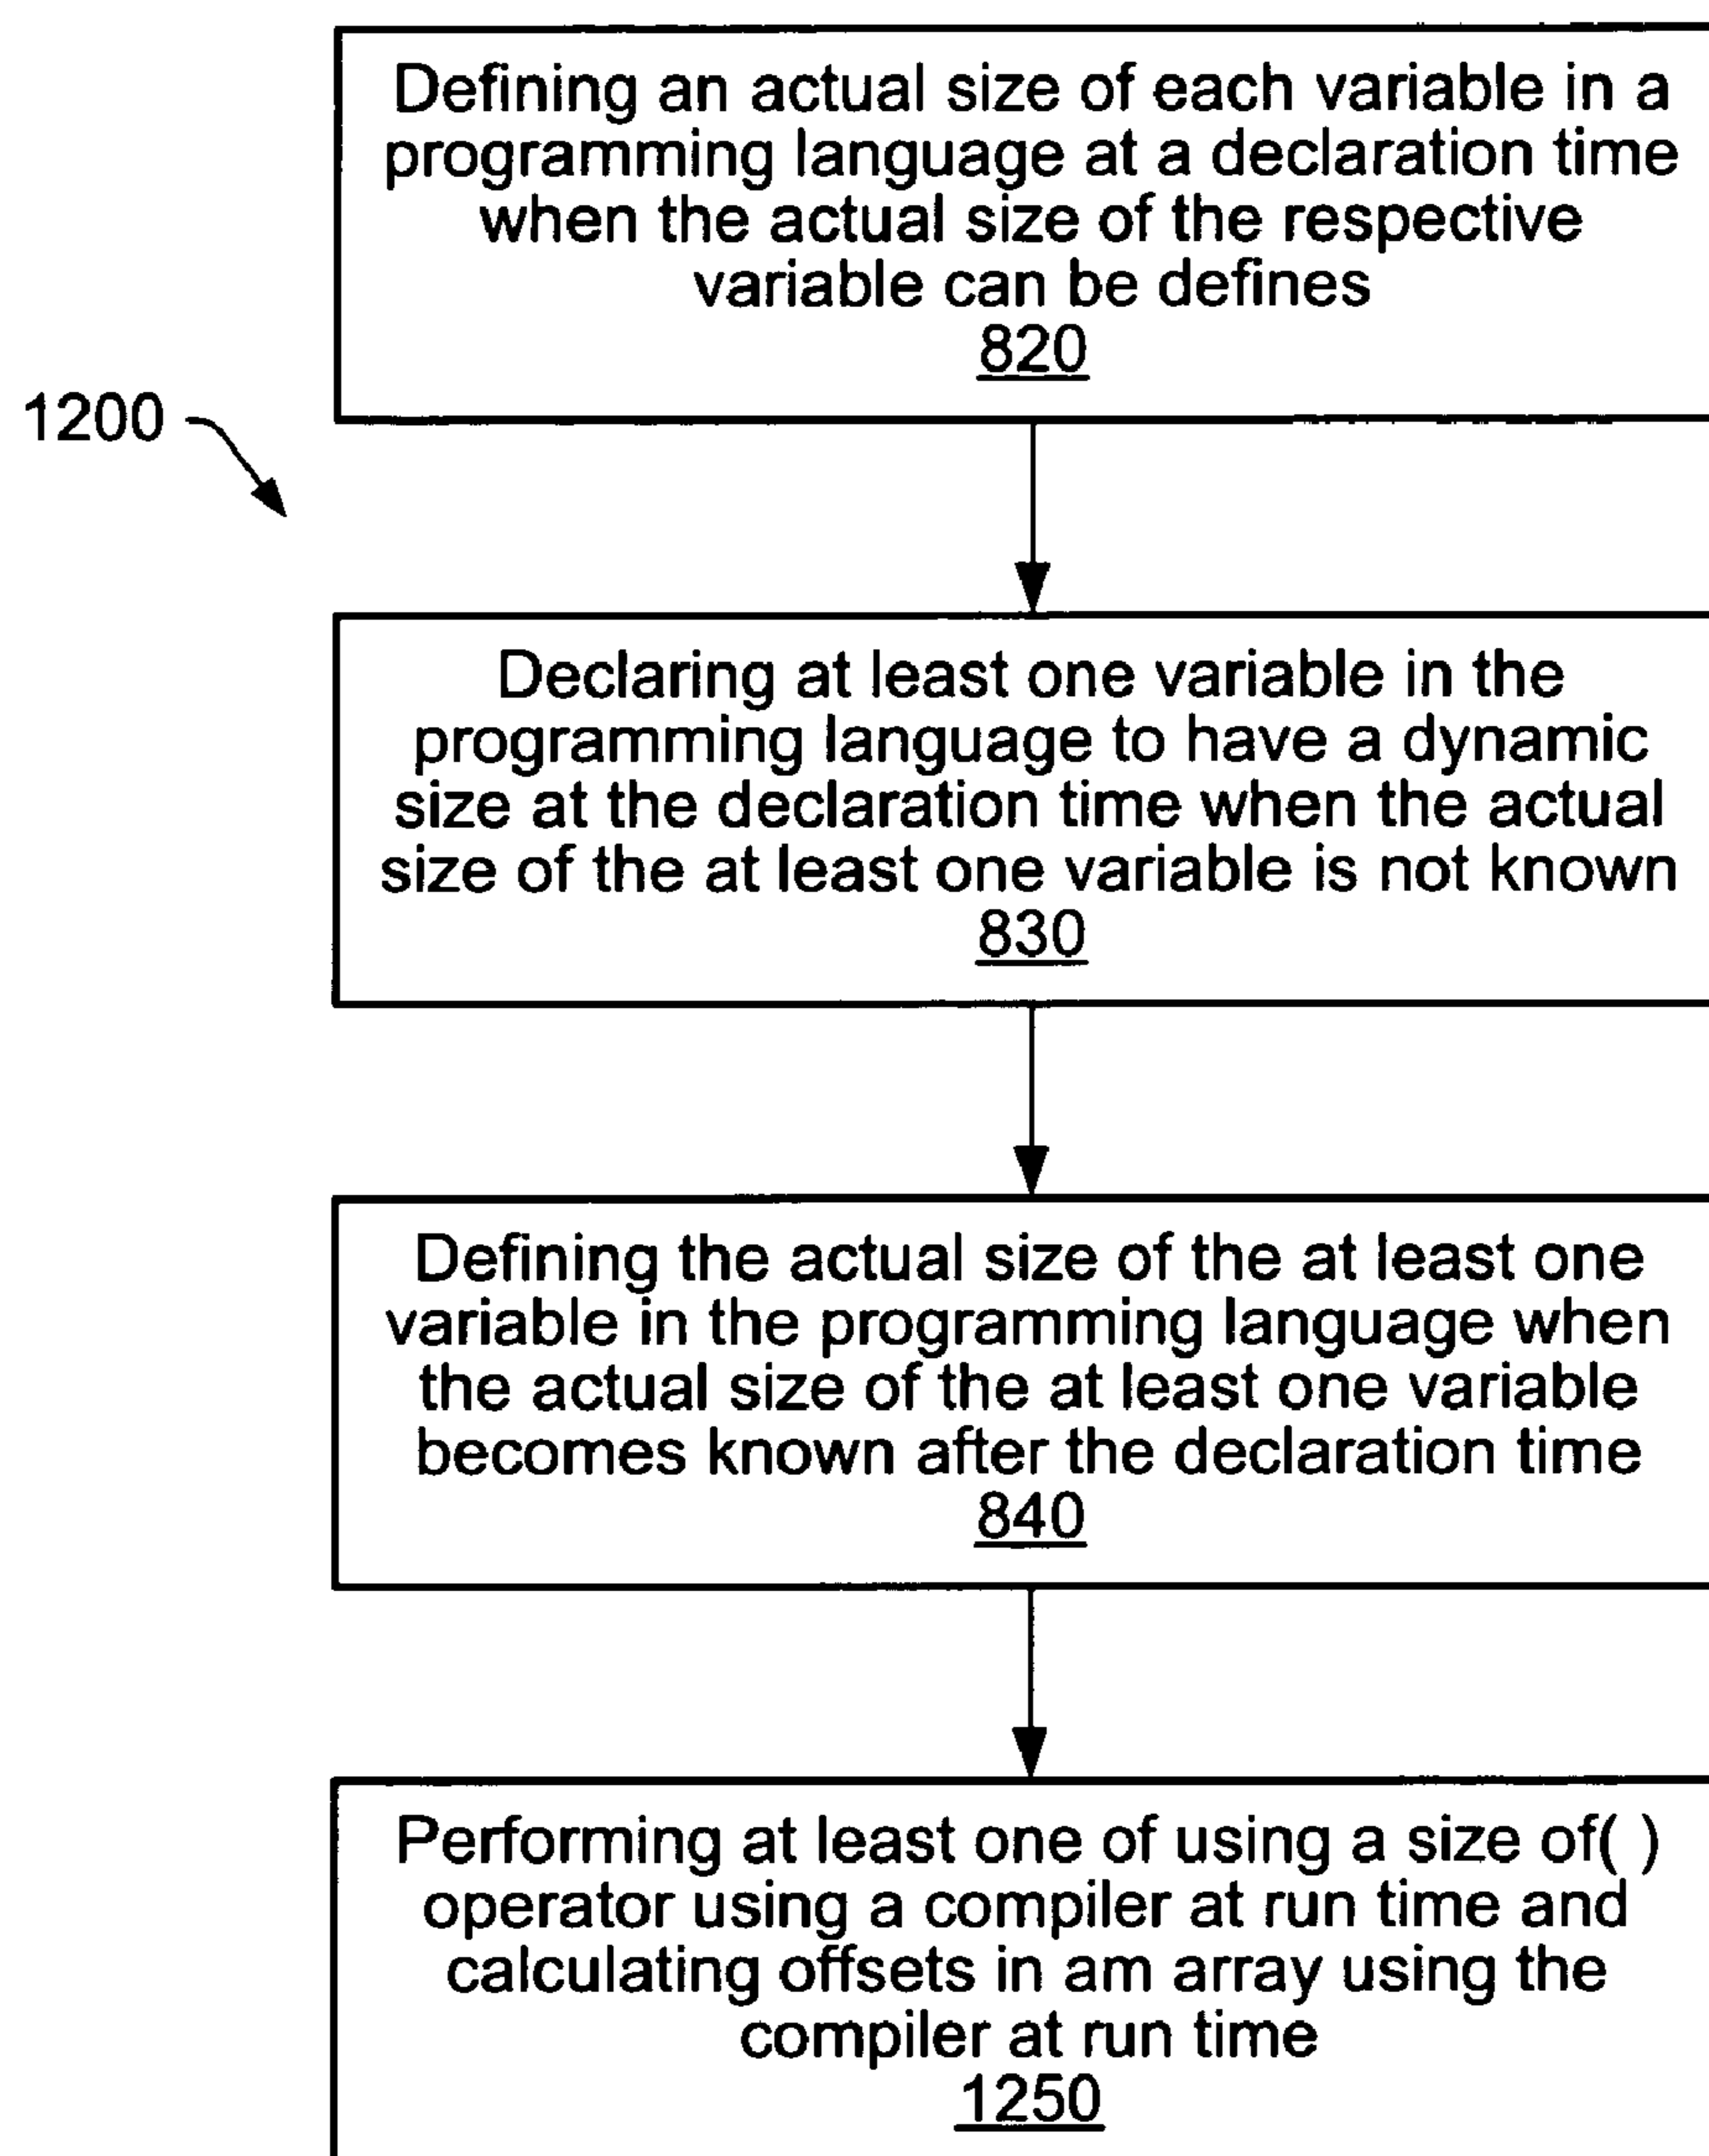 Defining an actual size of each variable in a
programming language at a declaration time
when the actual size of the respective
variable can be defines
820
1200
Declaring at least one variable in the
programming language to have a dynamic
size at the declaration time when the actual
size of the at least one variable is not known
830
Defining the actual size of the at least one
variable in the programming language when
the actual size of the at least one variable
becomes known after the declaration time
840
Performing at least one of using a size of( )
operator using a compiler at run time and
calculating offsets in am array using the
compiler at run time
1250